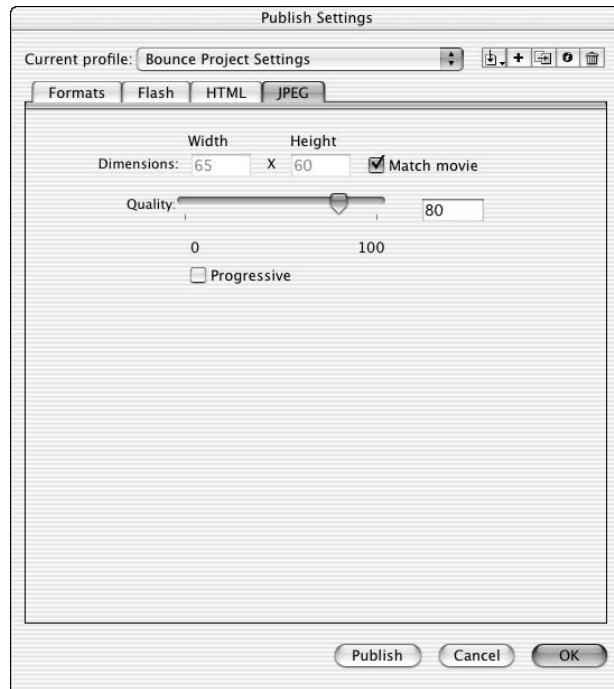 Publish Settings
Current profile: Bounce Project Settings
Formats Flash HTML JPEG
Width Height
Dimensions: 65 X 60 Match movie
Quality: 80
0 100
Progressive
Publish Cancel OK